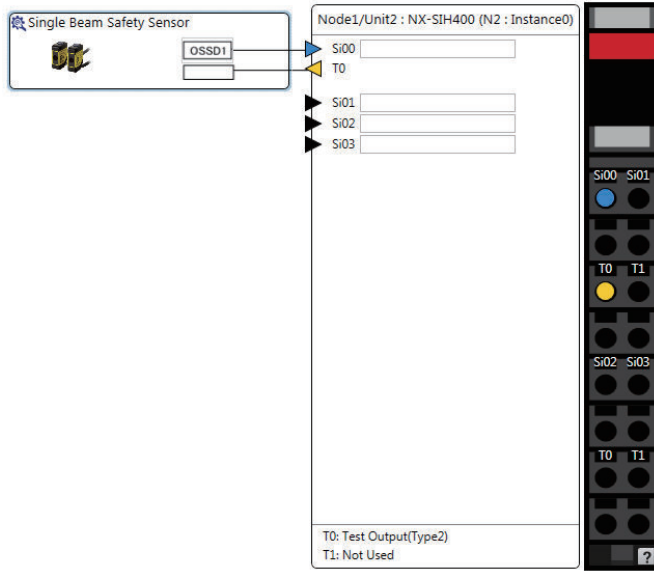 Single Beam Safety Sensor
OSSD1
Node1/Unit2 : NX-SIH400 (N2 : Instance0)
Si00
T0
Si01
Si02
Si03
T0: Test Output(Type2)
T1: Not Used
Si00 Si01
T0 T1
Si02 Si03
T0 T1
?